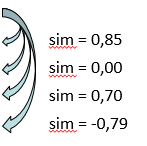 sim = 0,85
sim = 0,00
sim = 0,70
sim = -0,79